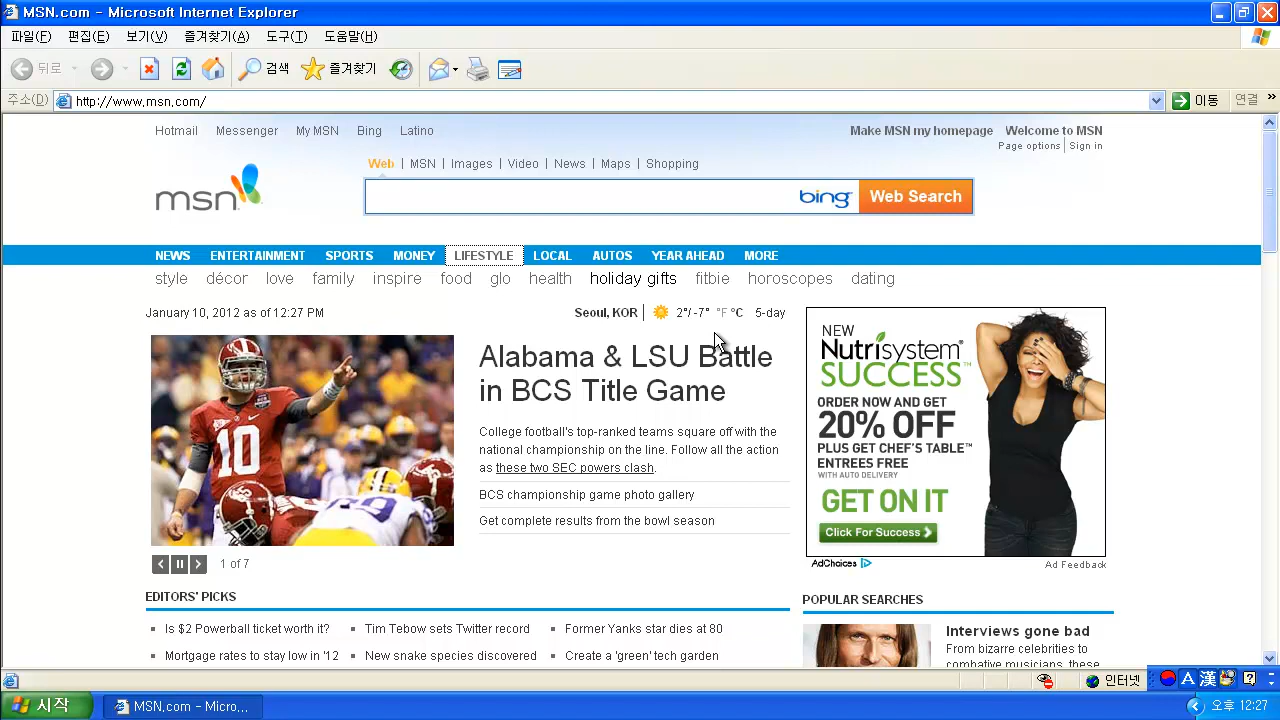 MSN.com - Microsoft Internet Explorer
파일(F) 편집(E) 보기(V) 즐겨찾기(A) 도구(T) 도움말(H)
뒤로 검색 즐겨찾기
주소(D) http://www.msn.com/ 이동 연결 »
Hotmail Messenger My MSN Bing Latino Make MSN my homepage Welcome to MSN
Page options | Sign in
Web | MSN | Images | Video | News | Maps | Shopping
msn bing Web Search
NEWS ENTERTAINMENT SPORTS MONEY LIFESTYLE LOCAL AUTOS YEAR AHEAD MORE
style décor love family inspire food glo health holiday gifts fitbie horoscopes dating
January 10, 2012 as of 12:27 PM Seoul, KOR | 2°/-7° °F °C 5-day
Alabama & LSU Battle
in BCS Title Game
College football's top-ranked teams square off with the
national championship on the line. Follow all the action
as these two SEC powers clash.
BCS championship game photo gallery
Get complete results from the bowl season
10
1 of 7
NEW
Nutrisystem®
SUCCESS™
ORDER NOW AND GET
20% OFF
PLUS GET CHEF'S TABLE™
ENTREES FREE
WITH AUTO DELIVERY
GET ON IT
Click For Success
AdChoices Ad Feedback
EDITORS' PICKS
Is $2 Powerball ticket worth it? Tim Tebow sets Twitter record Former Yanks star dies at 80
Mortgage rates to stay low in '12 New snake species discovered Create a 'green' tech garden
POPULAR SEARCHES
Interviews gone bad
From bizarre celebrities to
combative musicians, these
인터넷 A 漢
시작 MSN.com - Micro... 오후 12:27